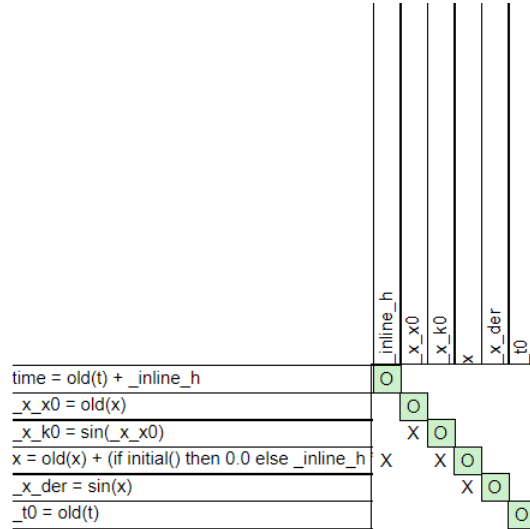 _inline_h
_x_x0
_x_k0
x
_x_der
_t0
time = old(t) + _inline_h O
_x_x0 = old(x) O
_x_k0 = sin(_x_x0) X O
x = old(x) + (if initial() then 0.0 else _inline_h X X O
_x_der = sin(x) X O
_t0 = old(t) O